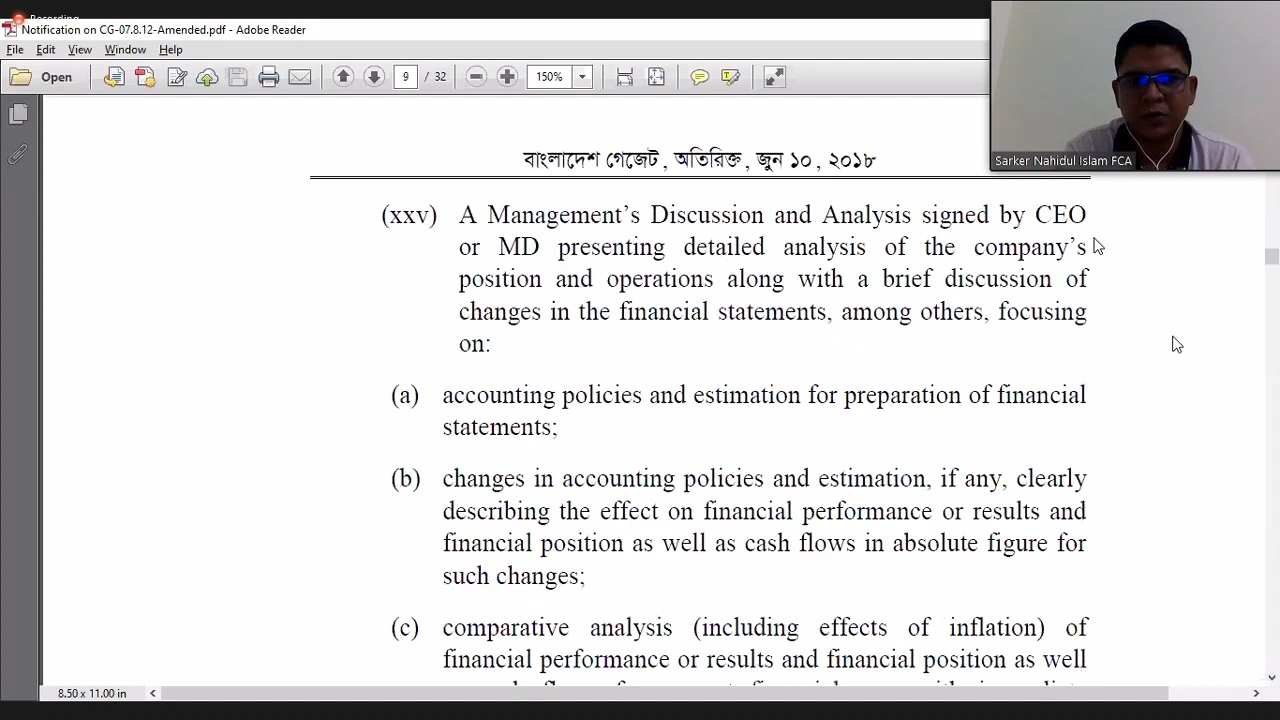 Recording
Notification on CG-07.8.12-Amended.pdf - Adobe Reader
File Edit View Window Help
Open 9 / 32 150%
Sarker Nahidul Islam FCA
বাংলাদেশ গেজেট, অতিরিক্ত, জুন ১০, ২০১৮
(xxv) A Management’s Discussion and Analysis signed by CEO
or MD presenting detailed analysis of the company’s
position and operations along with a brief discussion of
changes in the financial statements, among others, focusing
on:
(a) accounting policies and estimation for preparation of financial
statements;
(b) changes in accounting policies and estimation, if any, clearly
describing the effect on financial performance or results and
financial position as well as cash flows in absolute figure for
such changes;
(c) comparative analysis (including effects of inflation) of
financial performance or results and financial position as well
8.50 x 11.00 in